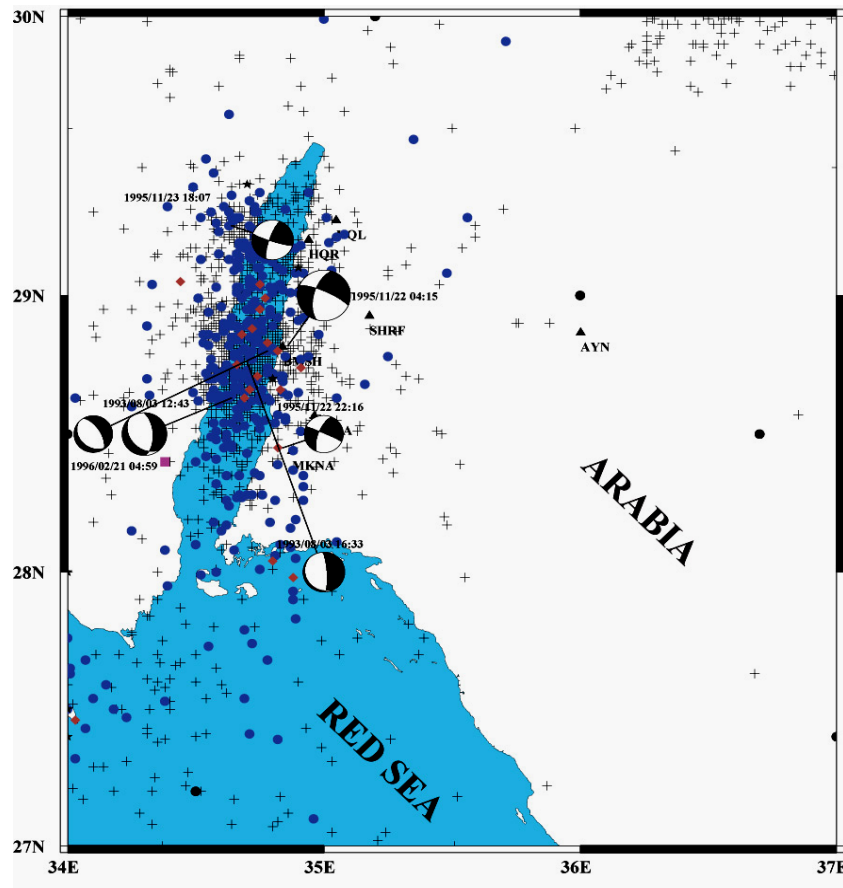 30N
1995/11/23 18:07
HQR
29N
1995/11/22 04:15
SHRF
AYN
1993/08/03 12:43
1995/11/22 22:16
1996/02/21 04:59
MKNA
ARABIA
1993/08/03 16:33
28N
RED SEA
27N
34E
35E
36E
37E